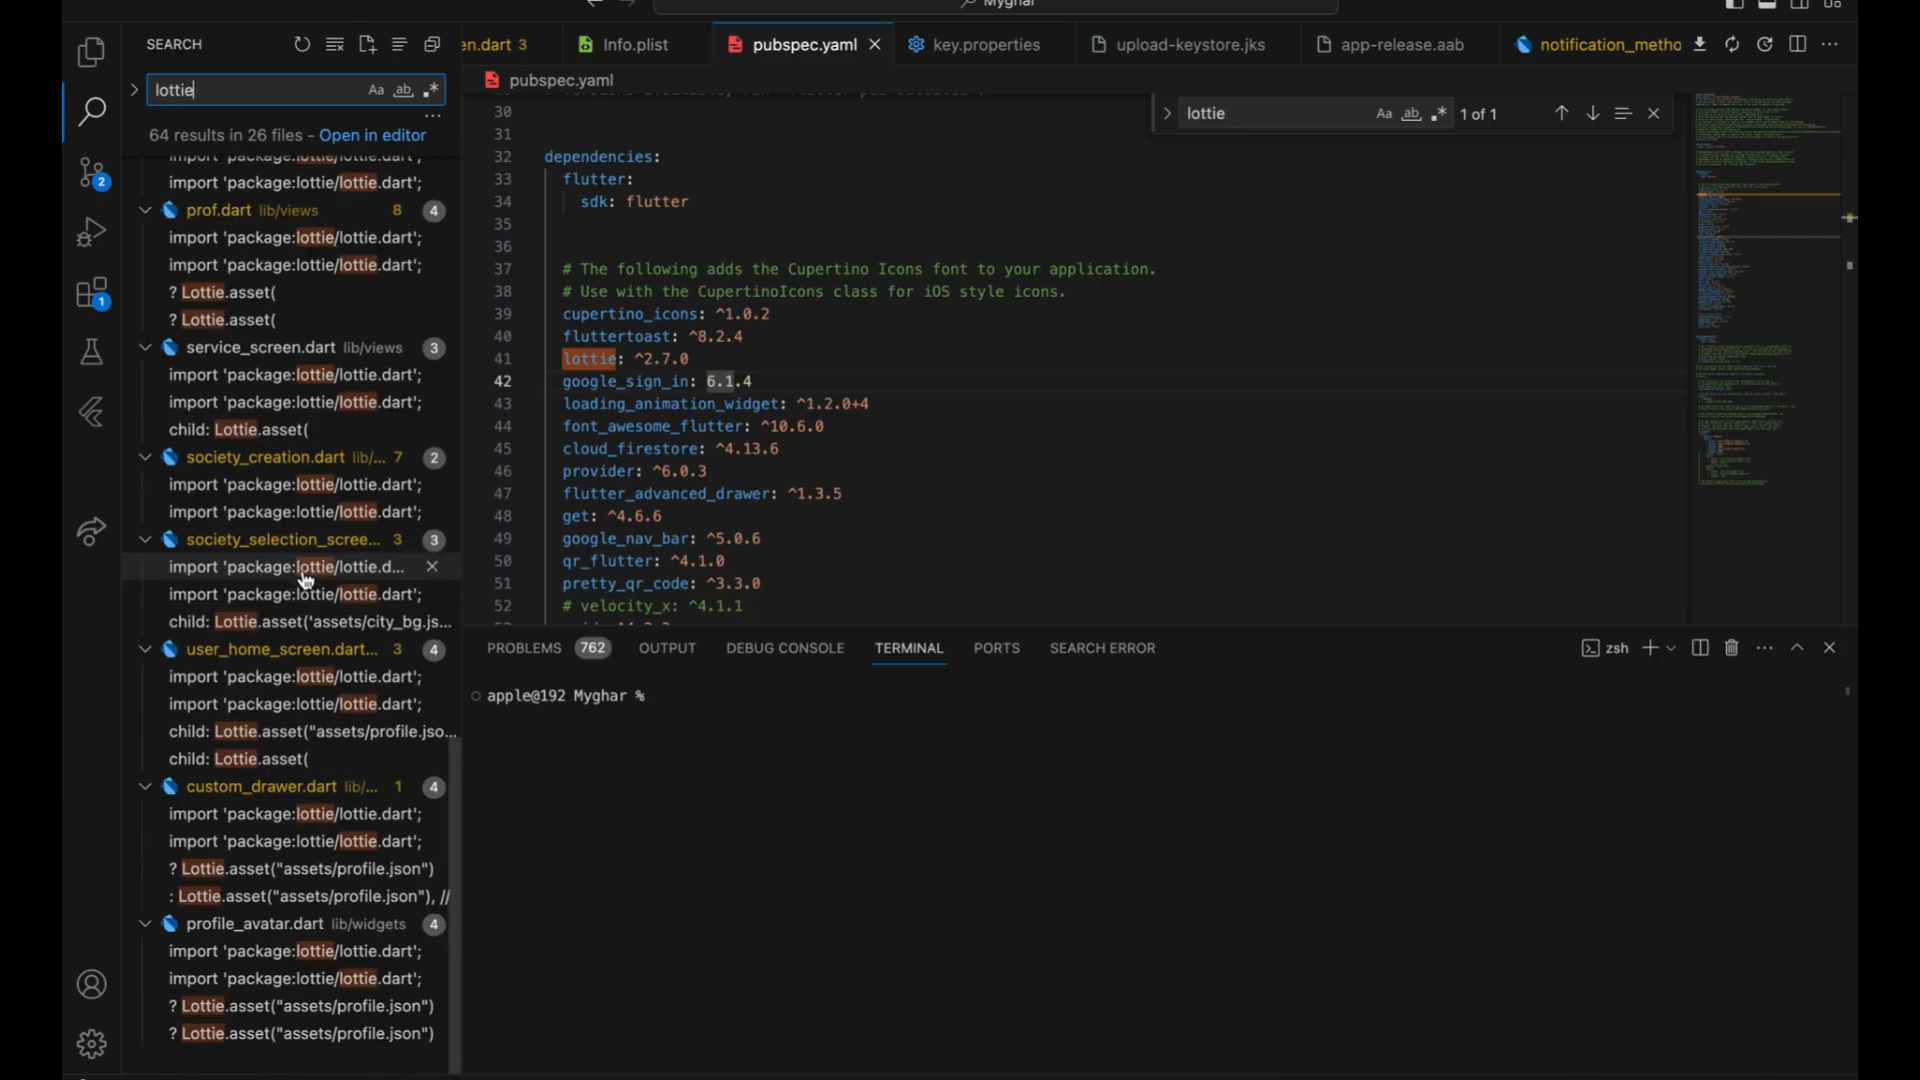 Myghar
SEARCH
lottie
Aa ab .*
64 results in 26 files - Open in editor
import 'package:lottie/lottie.dart';
import 'package:lottie/lottie.dart';
prof.dart lib/views 8 4
import 'package:lottie/lottie.dart';
import 'package:lottie/lottie.dart';
? Lottie.asset(
? Lottie.asset(
service_screen.dart lib/views 3
import 'package:lottie/lottie.dart';
import 'package:lottie/lottie.dart';
child: Lottie.asset(
society_creation.dart lib/... 7 2
import 'package:lottie/lottie.dart';
import 'package:lottie/lottie.dart';
society_selection_scree... 3 3
import 'package:lottie/lottie.d...
import 'package:lottie/lottie.dart';
child: Lottie.asset('assets/city_bg.js...
user_home_screen.dart... 3 4
import 'package:lottie/lottie.dart';
import 'package:lottie/lottie.dart';
child: Lottie.asset("assets/profile.jso...
child: Lottie.asset(
custom_drawer.dart lib/... 1 4
import 'package:lottie/lottie.dart';
import 'package:lottie/lottie.dart';
? Lottie.asset("assets/profile.json")
: Lottie.asset("assets/profile.json"), //
profile_avatar.dart lib/widgets 4
import 'package:lottie/lottie.dart';
import 'package:lottie/lottie.dart';
? Lottie.asset("assets/profile.json")
? Lottie.asset("assets/profile.json")
2
1
en.dart 3 Info.plist pubspec.yaml key.properties upload-keystore.jks app-release.aab notification_metho
pubspec.yaml
lottie Aa ab .* 1 of 1
30
31
32 dependencies:
33 flutter:
34 sdk: flutter
35
36
37 # The following adds the Cupertino Icons font to your application.
38 # Use with the CupertinoIcons class for iOS style icons.
39 cupertino_icons: ^1.0.2
40 fluttertoast: ^8.2.4
41 lottie: ^2.7.0
42 google_sign_in: 6.1.4
43 loading_animation_widget: ^1.2.0+4
44 font_awesome_flutter: ^10.6.0
45 cloud_firestore: ^4.13.6
46 provider: ^6.0.3
47 flutter_advanced_drawer: ^1.3.5
48 get: ^4.6.6
49 google_nav_bar: ^5.0.6
50 qr_flutter: ^4.1.0
51 pretty_qr_code: ^3.3.0
52 # velocity_x: ^4.1.1
PROBLEMS 762 OUTPUT DEBUG CONSOLE TERMINAL PORTS SEARCH ERROR zsh
apple@192 Myghar %